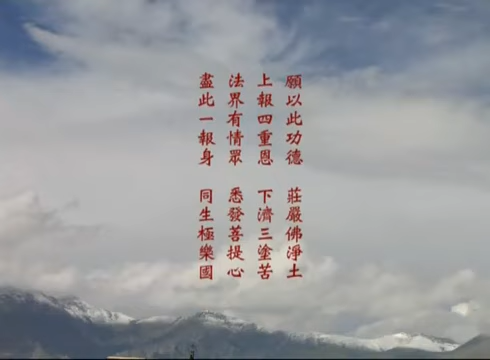 願以此功德 莊嚴佛淨土
上報四重恩 下濟三塗苦
法界有情眾 悉發菩提心
盡此一報身 同生極樂國